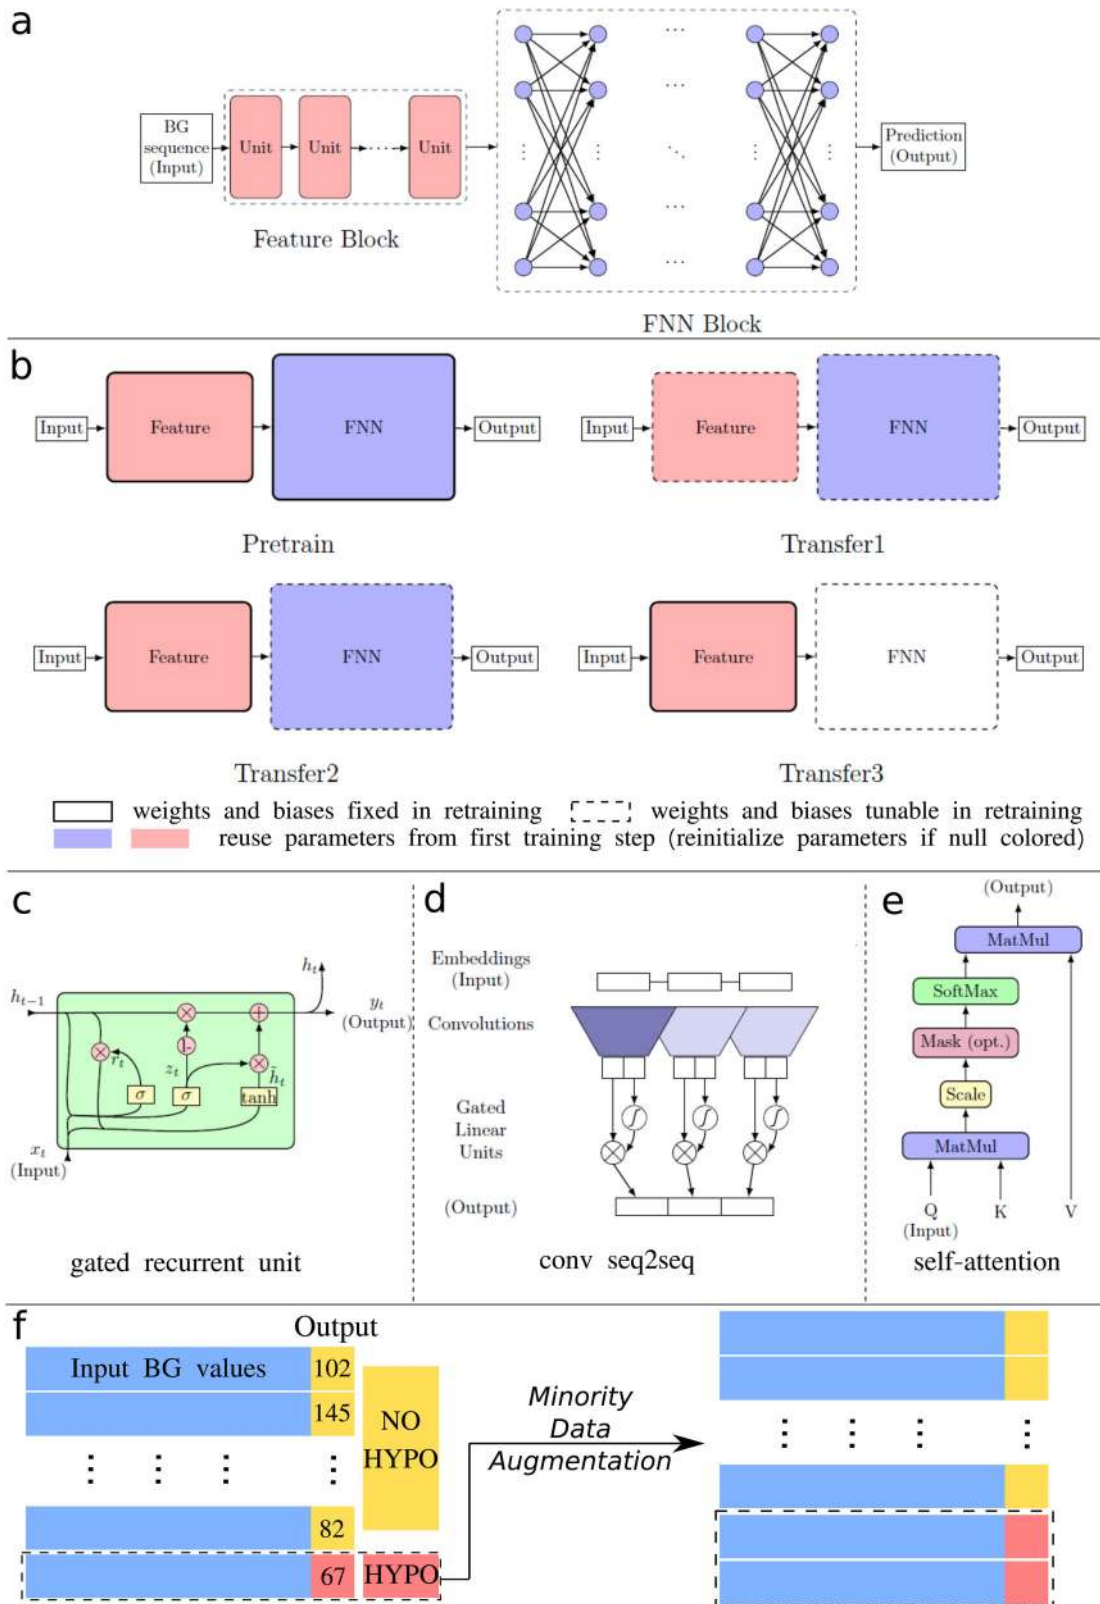 a
BG
sequence
(Input)
Unit
Unit
Unit
Feature Block
FNN Block
Prediction
(Output)
b
Input
Feature
FNN
Output
Pretrain
Input
Feature
FNN
Output
Transfer1
Input
Feature
FNN
Output
Transfer2
Input
Feature
FNN
Output
Transfer3
weights and biases fixed in retraining
weights and biases tunable in retraining
reuse parameters from first training step (reinitialize parameters if null colored)
c
h_{t-1}
h_t
y_t
(Output)
r_t
z_t
1-
h̃_t
σ
σ
tanh
x_t
(Input)
gated recurrent unit
d
Embeddings
(Input)
Convolutions
Gated
Linear
Units
(Output)
conv seq2seq
e
(Output)
MatMul
SoftMax
Mask (opt.)
Scale
MatMul
Q
K
V
(Input)
self-attention
f
Output
Input BG values
102
145
NO
HYPO
82
67
HYPO
Minority
Data
Augmentation